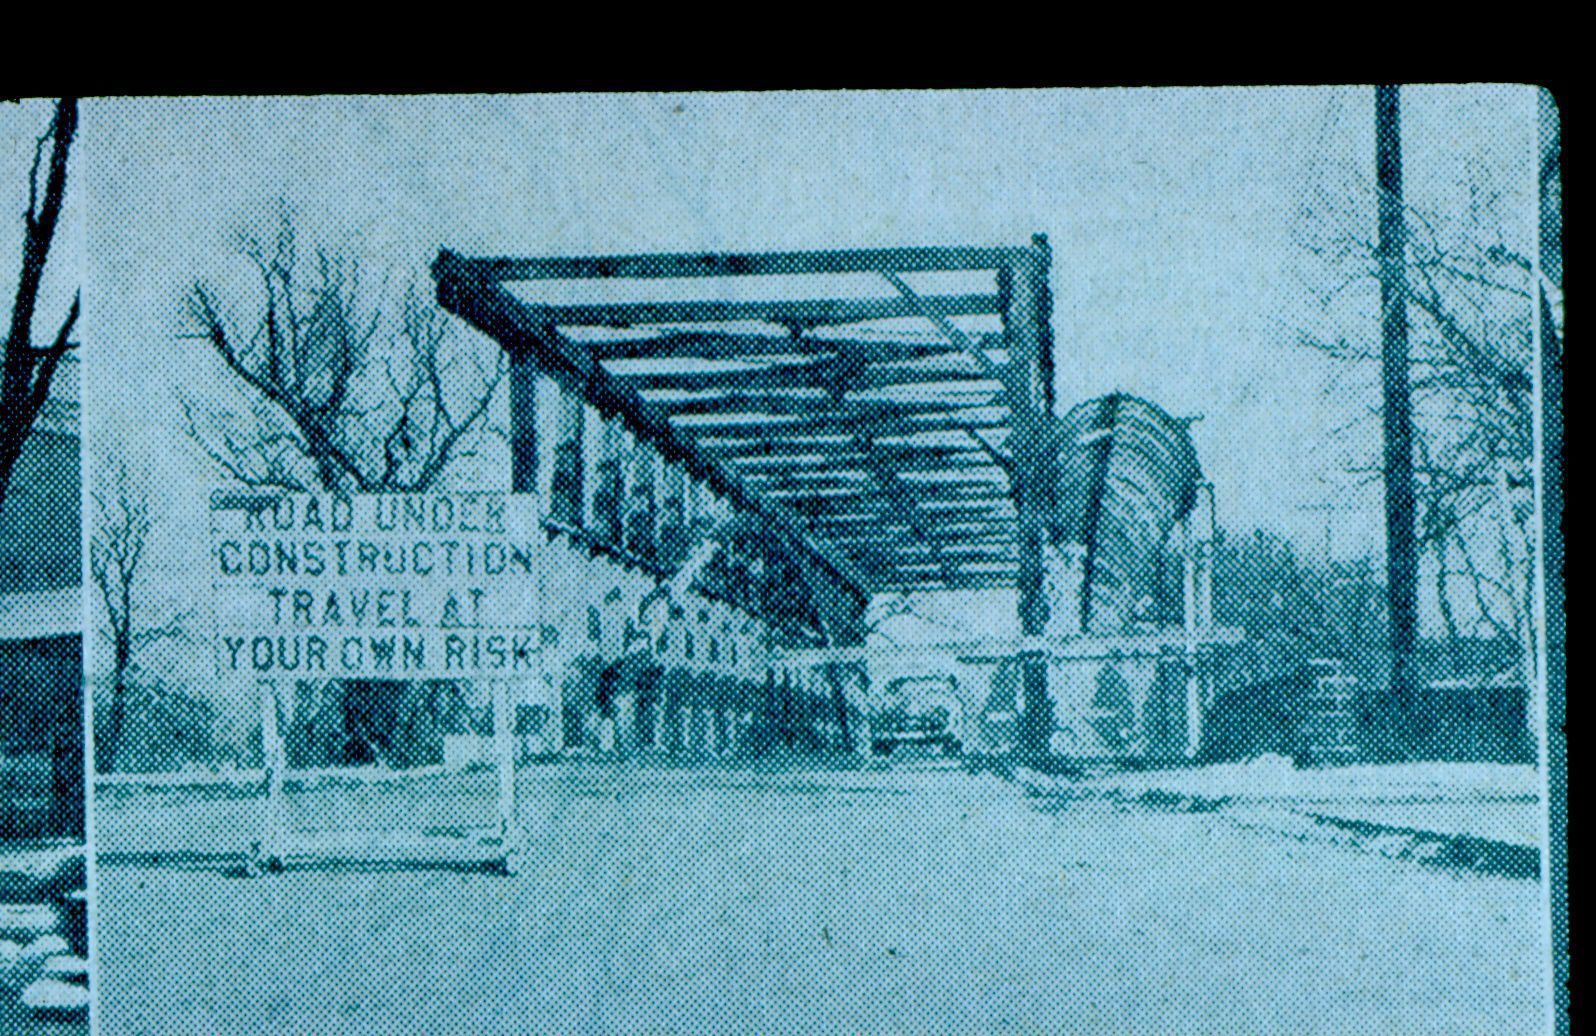 ROAD UNDER
CONSTRUCTION
TRAVEL AT
YOUR OWN RISK